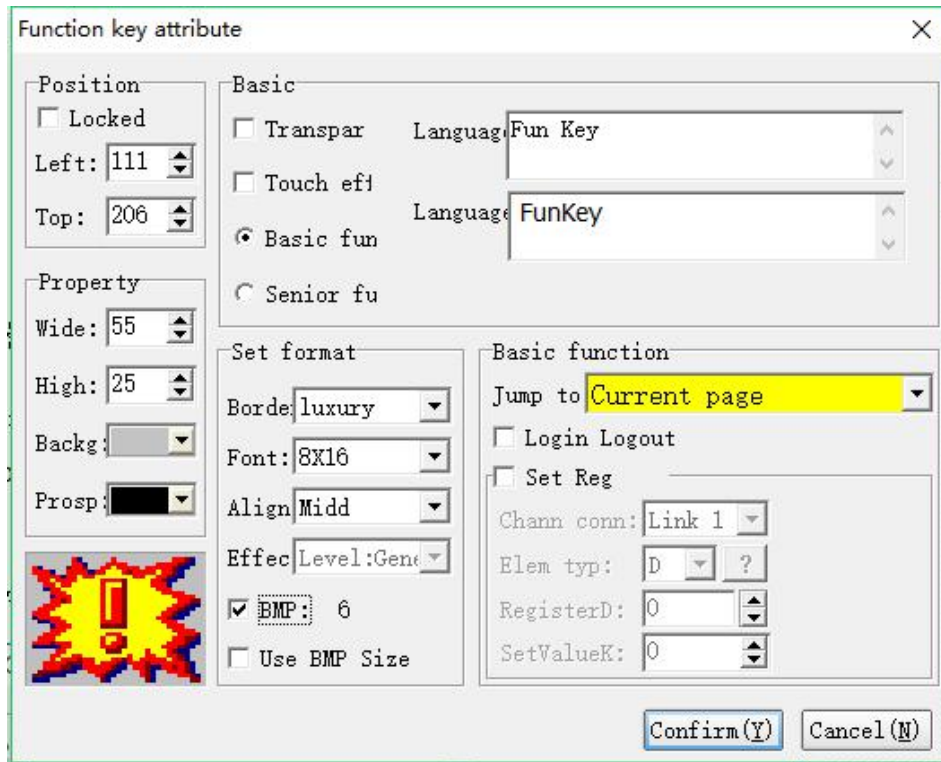 Function key attribute
Position
Locked
Left: 111
Top: 206
Property
Wide: 55
High: 25
Backg:
Prosp:
Basic
Transpar
Touch eff
Basic fun
Senior fu
Language Fun Key
Language FunKey
Set format
Borde luxury
Font: 8X16
Align Midd
Effec Level:Gene
BMP: 6
Use BMP Size
Basic function
Jump to Current page
Login Logout
Set Reg
Chann conn: Link 1
Elem typ: D ?
RegisterD: 0
SetValueK: 0
Confirm(Y) Cancel(N)